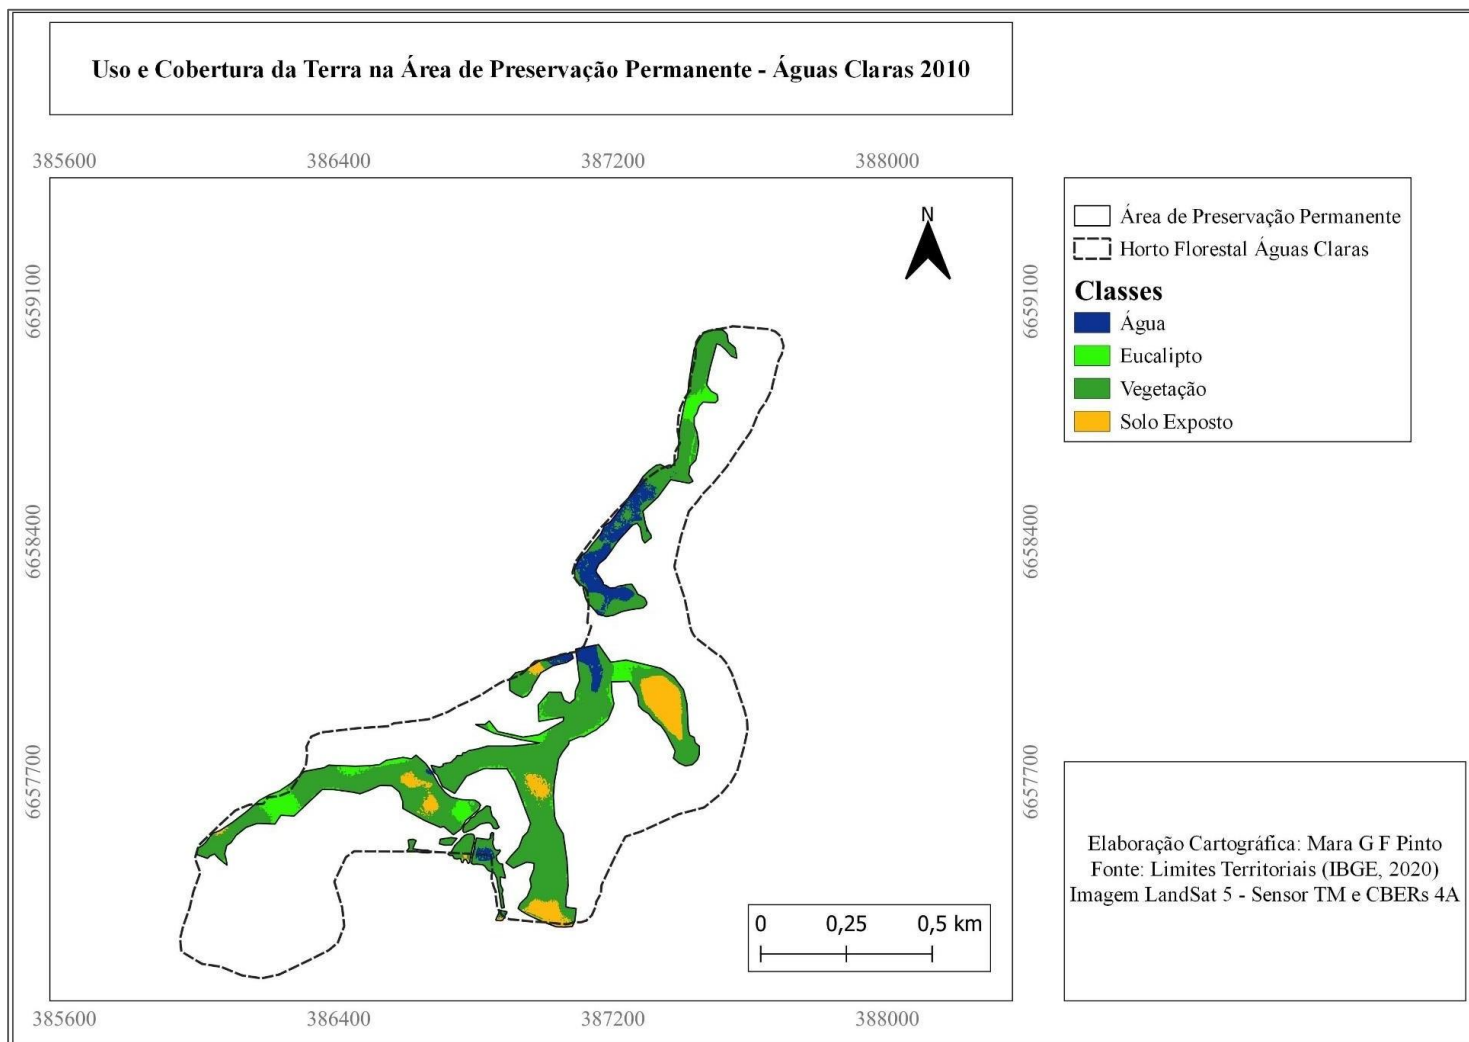 Uso e Cobertura da Terra na Área de Preservação Permanente - Águas Claras 2010
385600 386400 387200 388000
N
Área de Preservação Permanente
Horto Florestal Águas Claras
Classes
Água
Eucalipto
Vegetação
Solo Exposto
6659100
6659100
6658400
6658400
6657700
6657700
Elaboração Cartográfica: Mara G F Pinto
Fonte: Limites Territoriais (IBGE, 2020)
Imagem LandSat 5 - Sensor TM e CBERs 4A
0 0,25 0,5 km
385600 386400 387200 388000